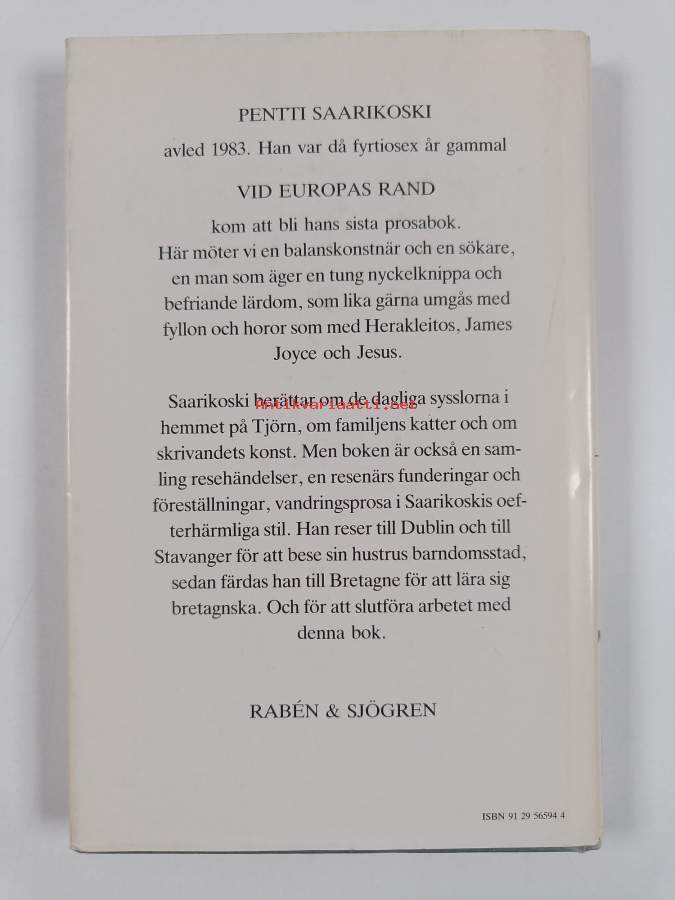 PENTTI SAARIKOSKI
avled 1983. Han var då fyrtiosex år gammal
VID EUROPAS RAND
kom att bli hans sista prosabok.
Här möter vi en balanskonstnär och en sökare,
en man som äger en tung nyckelknippa och
befriande lärdom, som lika gärna umgås med
fyllon och horor som med Herakleitos, James
Joyce och Jesus.
Saarikoski berättar om de dagliga sysslorna i
Antikvariaatti.net
hemmet på Tjörn, om familjens katter och om
skrivandets konst. Men boken är också en sam-
ling resehändelser, en resenärs funderingar och
föreställningar, vandringsprosa i Saarikoskis oef-
terhärmliga stil. Han reser till Dublin och till
Stavanger för att bese sin hustrus barndomsstad,
sedan färdas han till Bretagne för att lära sig
bretagnska. Och för att slutföra arbetet med
denna bok.
RABÉN & SJÖGREN
ISBN 91 29 56594 4